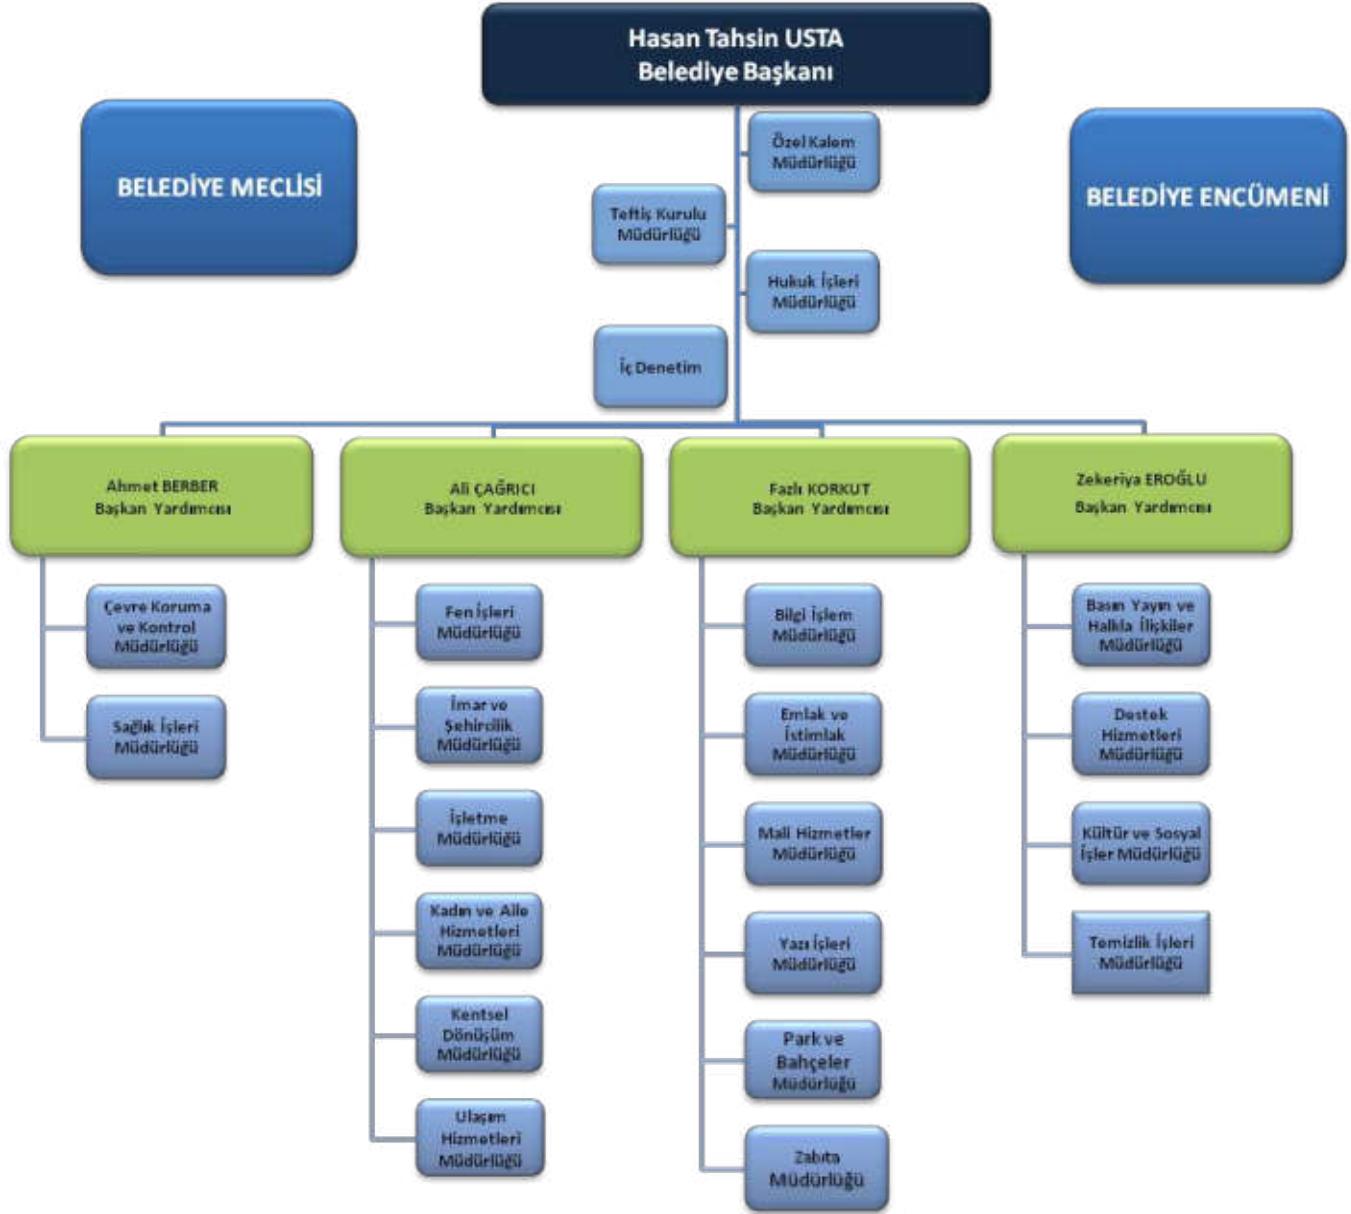 Hasan Tahsin USTA
Belediye Başkanı
BELEDİYE MECLİSİ
BELEDİYE ENCÜMENİ
Özel Kalem
Müdürlüğü
Teftiş Kurulu
Müdürlüğü
Hukuk İşleri
Müdürlüğü
İç Denetim
Ahmet BERBER
Başkan Yardımcısı
Çevre Koruma
ve Kontrol
Müdürlüğü
Sağlık İşleri
Müdürlüğü
Ali ÇAĞRICI
Başkan Yardımcısı
Fen İşleri
Müdürlüğü
İmar ve
Şehircilik
Müdürlüğü
İşletme
Müdürlüğü
Kadın ve Aile
Hizmetleri
Müdürlüğü
Kentsel
Dönüşüm
Müdürlüğü
Ulaşım
Hizmetleri
Müdürlüğü
Fazlı KORKUT
Başkan Yardımcısı
Bilgi İşlem
Müdürlüğü
Emlak ve
İstimlak
Müdürlüğü
Mali Hizmetler
Müdürlüğü
Yazı İşleri
Müdürlüğü
Park ve
Bahçeler
Müdürlüğü
Zabıta
Müdürlüğü
Zekeriya EROĞLU
Başkan Yardımcısı
Basın Yayın ve
Halkla İlişkiler
Müdürlüğü
Destek
Hizmetleri
Müdürlüğü
Kültür ve Sosyal
İşler Müdürlüğü
Temizlik İşleri
Müdürlüğü